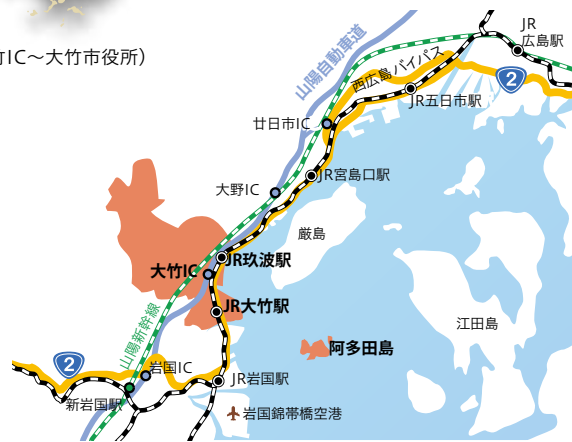 竹IC〜大竹市役所）
JR
広島駅
山陽自動車道
西広島バイパス
2
JR五日市駅
廿日市IC
JR宮島口駅
大野IC
厳島
JR玖波駅
大竹IC
JR大竹駅
山陽新幹線
江田島
阿多田島
2
岩国IC
JR岩国駅
新岩国駅
岩国錦帯橋空港